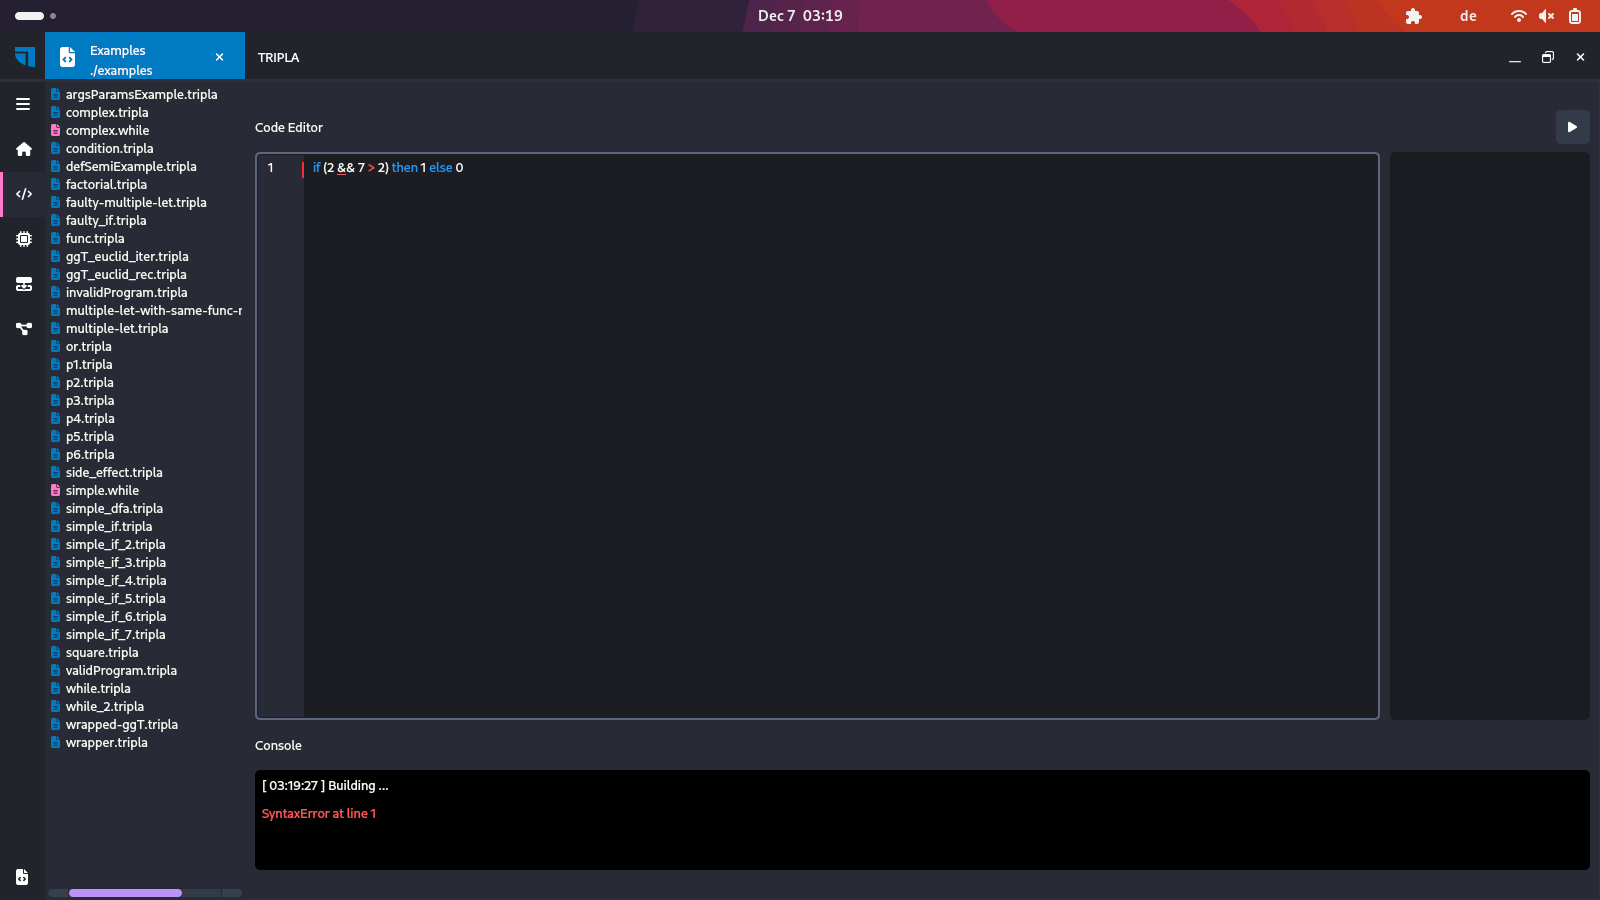 Dec 7 03:19
de
Examples
./examples
TRIPLA
argsParamsExample.tripla
complex.tripla
complex.while
condition.tripla
defSemiExample.tripla
factorial.tripla
faulty-multiple-let.tripla
faulty_if.tripla
func.tripla
ggT_euclid_iter.tripla
ggT_euclid_rec.tripla
invalidProgram.tripla
multiple-let-with-same-func-r
multiple-let.tripla
or.tripla
p1.tripla
p2.tripla
p3.tripla
p4.tripla
p5.tripla
p6.tripla
side_effect.tripla
simple.while
simple_dfa.tripla
simple_if.tripla
simple_if_2.tripla
simple_if_3.tripla
simple_if_4.tripla
simple_if_5.tripla
simple_if_6.tripla
simple_if_7.tripla
square.tripla
validProgram.tripla
while.tripla
while_2.tripla
wrapped-ggT.tripla
wrapper.tripla
Code Editor
1 if (2 && 7 > 2) then 1 else 0
Console
[ 03:19:27 ] Building ...
SyntaxError at line 1